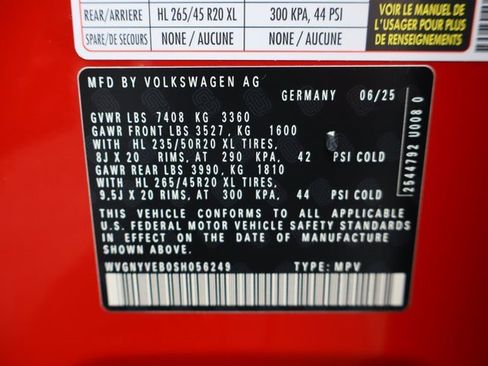 REAR/ARRIERE HL 265/45 R20 XL 300 KPA, 44 PSI
SPARE/DE SECOURS NONE / AUCUNE NONE / AUCUNE
VOIR LE MANUEL DE
L'USAGER POUR PLUS
DE RENSEIGNEMENTS
MFD BY VOLKSWAGEN AG
GERMANY 06/25
GVWR LBS 7408 KG 3360
GAWR FRONT LBS 3527, KG 1600
WITH HL 235/50R20 XL TIRES,
8J X 20 RIMS, AT 290 KPA, 42 PSI COLD
GAWR REAR LBS 3990, KG 1810
WITH HL 265/45R20 XL TIRES,
9,5J X 20 RIMS, AT 300 KPA, 44 PSI COLD
THIS VEHICLE CONFORMS TO ALL APPLICABLE
U.S. FEDERAL MOTOR VEHICLE SAFETY STANDARDS
IN EFFECT ON THE DATE OF MANUFACTURE
SHOWN ABOVE.
WVGNYVEB0SH056249 TYPE: MPV
2544792 U008 0